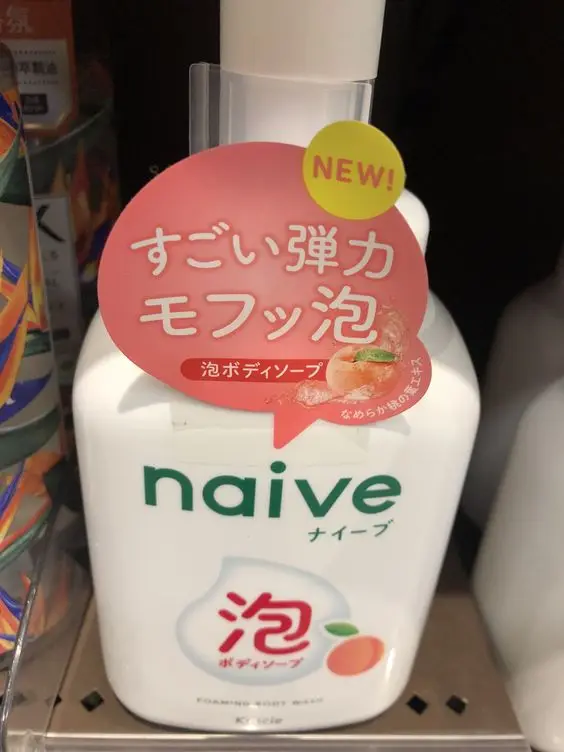 NEW!
すごい弾力
モフッ泡
泡ボディソープ
なめらか桃の葉エキス
naive
ナイーブ
泡
ボディソープ
FOAMING BODY WASH
Kracie